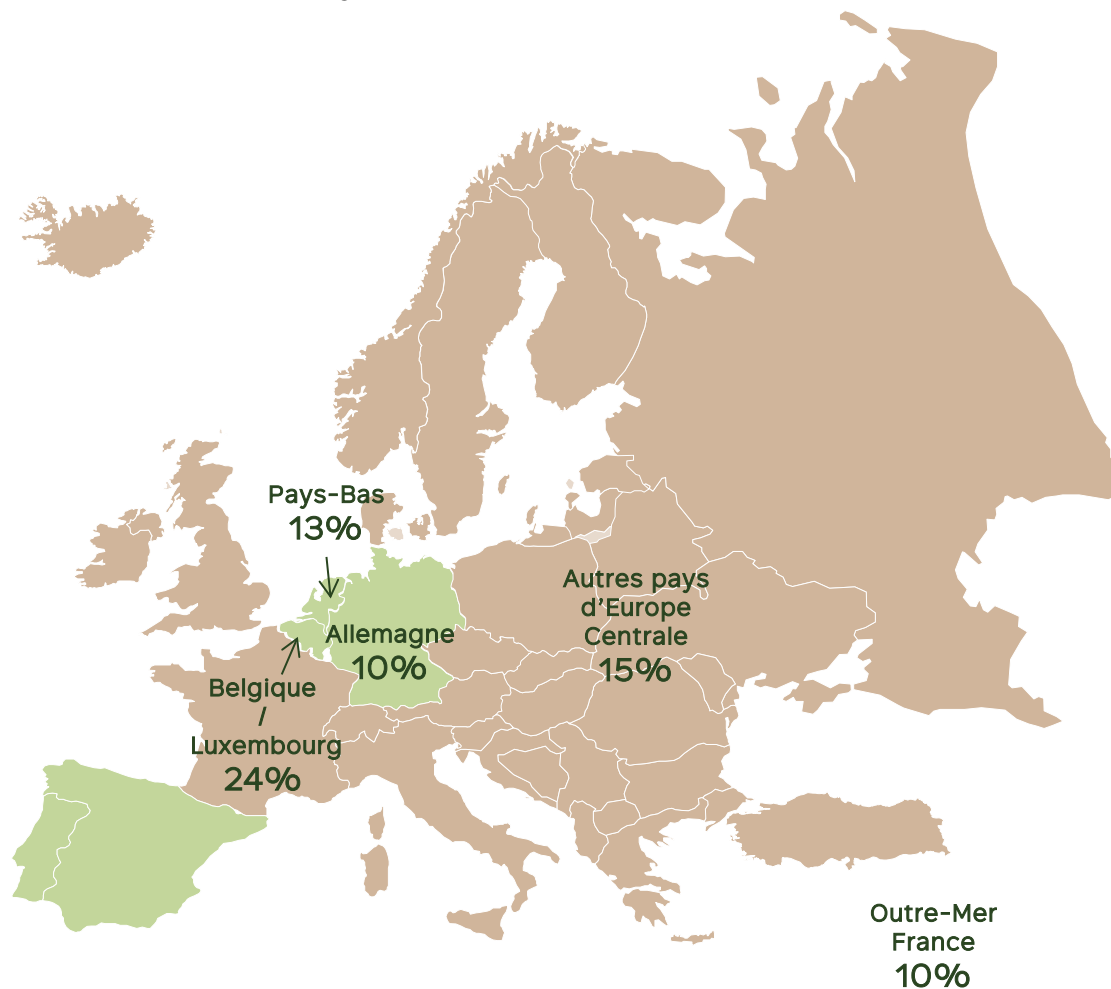 Pays-Bas
13%
Autres pays
d'Europe
Centrale
15%
Allemagne
10%
Belgique
/
Luxembourg
24%
Outre-Mer
France
10%